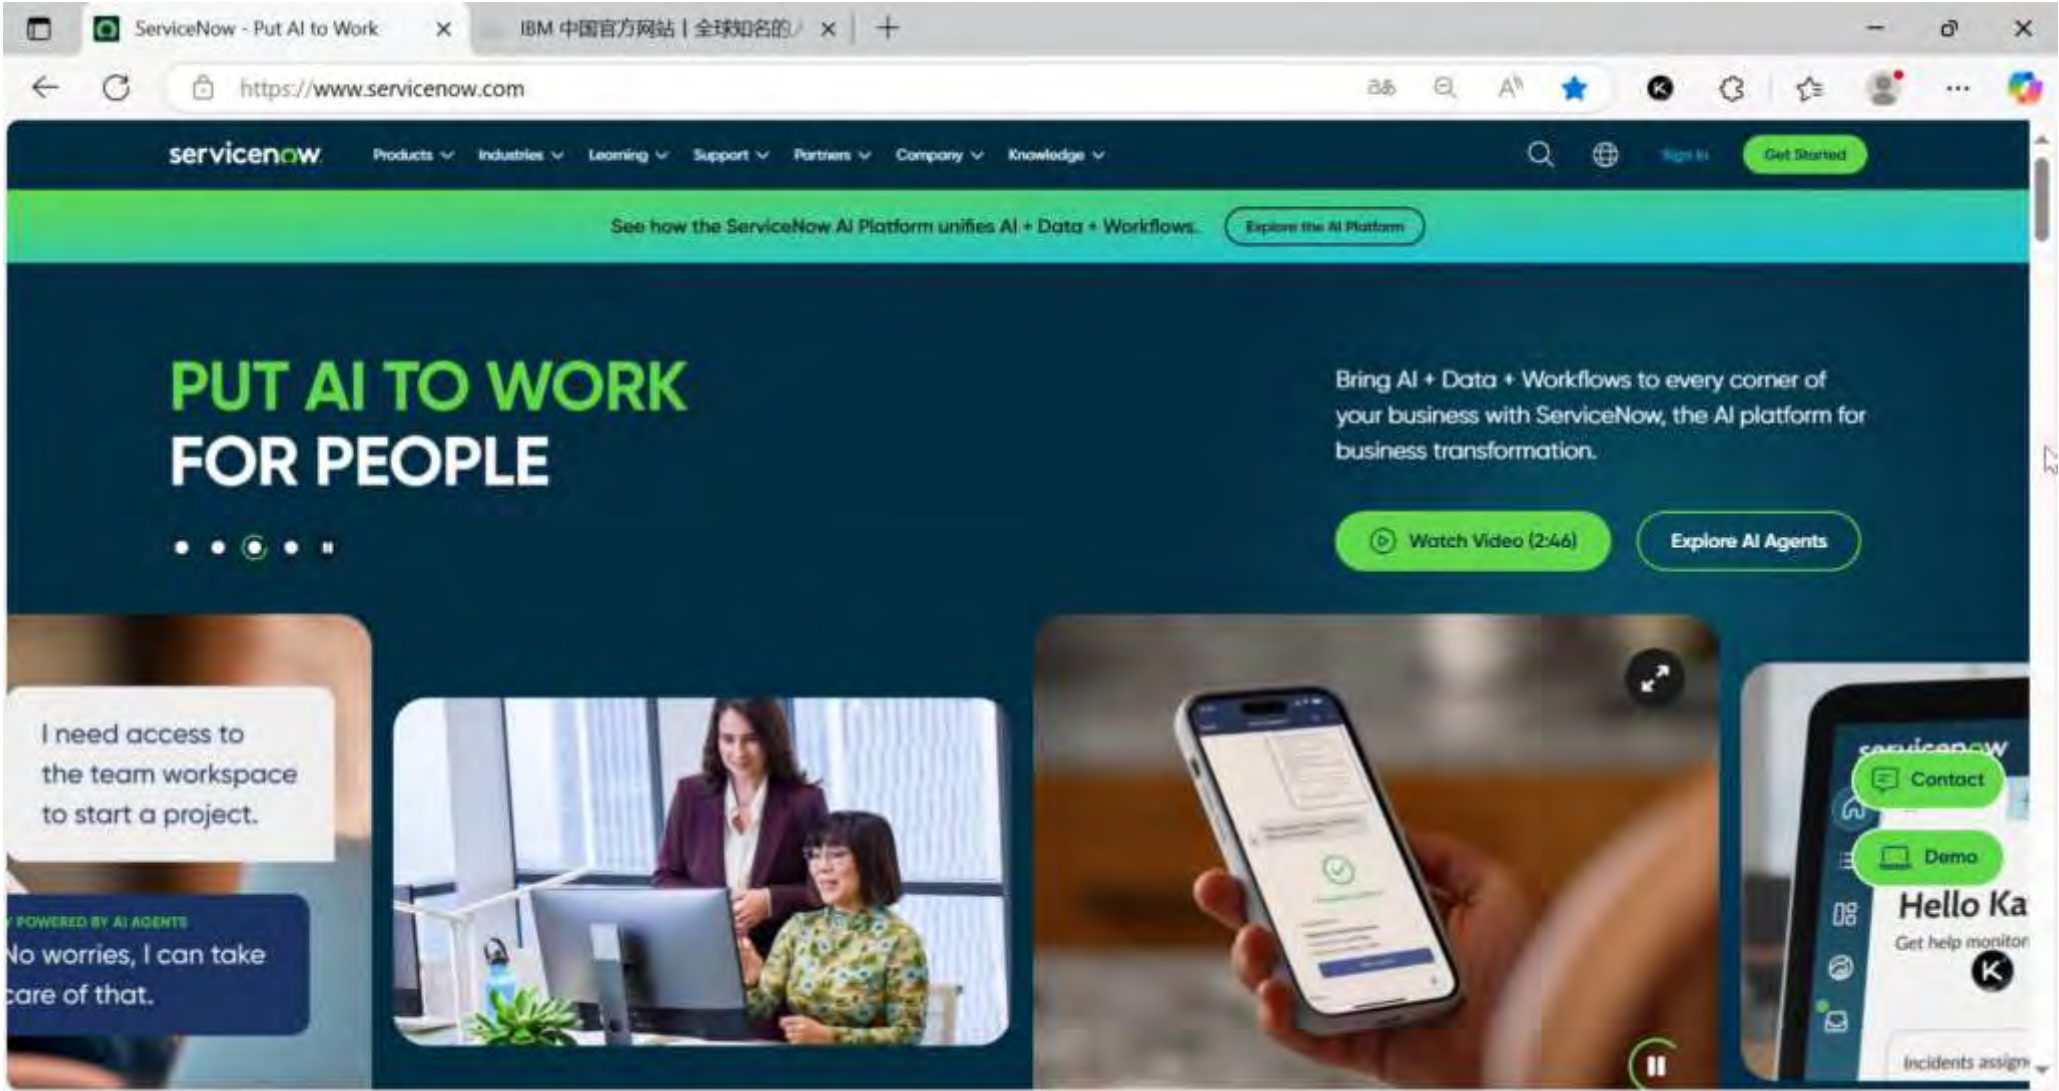 ServiceNow - Put AI to Work
IBM 中国官方网站 | 全球知名的
https://www.servicenow.com
servicenow
Products
Industries
Learning
Support
Partners
Company
Knowledge
Sign In
Get Started
See how the ServiceNow AI Platform unifies AI + Data + Workflows.
Explore the AI Platform
PUT AI TO WORK
FOR PEOPLE
Bring AI + Data + Workflows to every corner of
your business with ServiceNow, the AI platform for
business transformation.
Watch Video (2:46)
Explore AI Agents
I need access to
the team workspace
to start a project.
POWERED BY AI AGENTS
No worries, I can take
care of that.
servicenow
Contact
Demo
Hello Ka
Get help monitor
K
Incidents assign